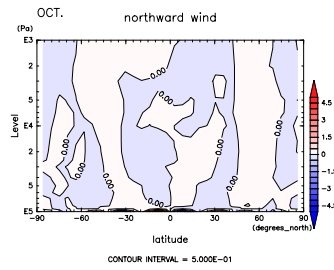 OCT.
northward wind
(Pa)
E3
2
5
E4
2
5
E5
Level
0.00
0.00
0.00
0.00
0.00
0.00
0.00
0.00
−90
−60
−30
0
30
60
90
(degrees_north)
latitude
4.5
3
1.5
0
−1.5
−3
−4.5
CONTOUR INTERVAL = 5.000E−01